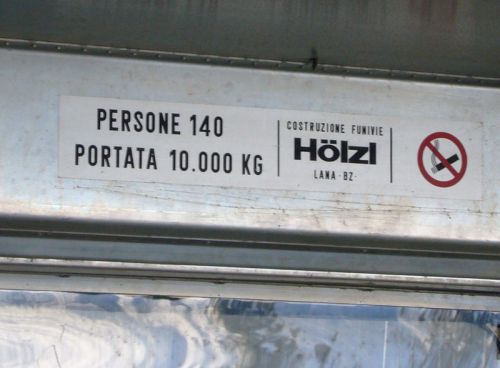 PERSONE 140
PORTATA 10.000 KG
COSTRUZIONE FUNIVIE
Hölzl
LANA · BZ ·